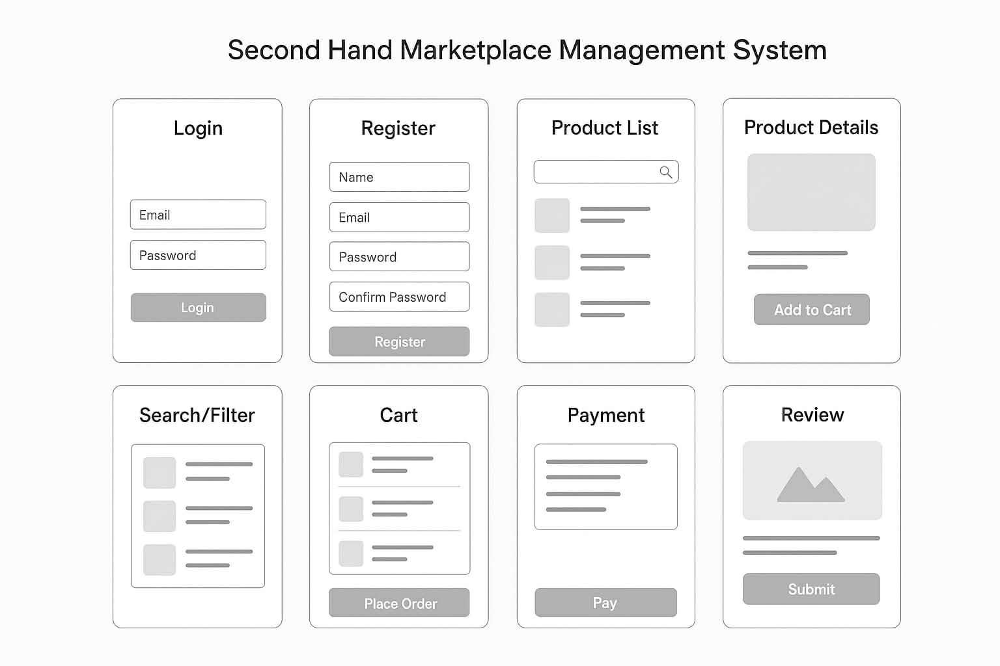 Second Hand Marketplace Management System
Login
Email
Password
Login
Register
Name
Email
Password
Confirm Password
Register
Product List
Product Details
Add to Cart
Search/Filter
Cart
Place Order
Payment
Pay
Review
Submit